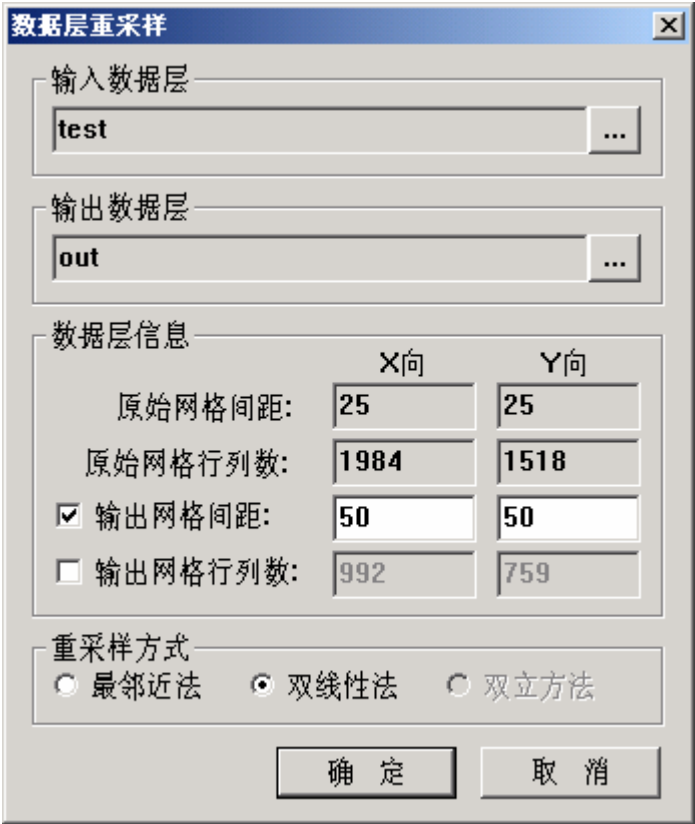 数据层重采样
输入数据层
test
...
输出数据层
out
...
数据层信息
X向 Y向
原始网格间距: 25 25
原始网格行列数: 1984 1518
输出网格间距: 50 50
输出网格行列数: 992 759
重采样方式
最邻近法 双线性法 双立方法
确 定 取 消